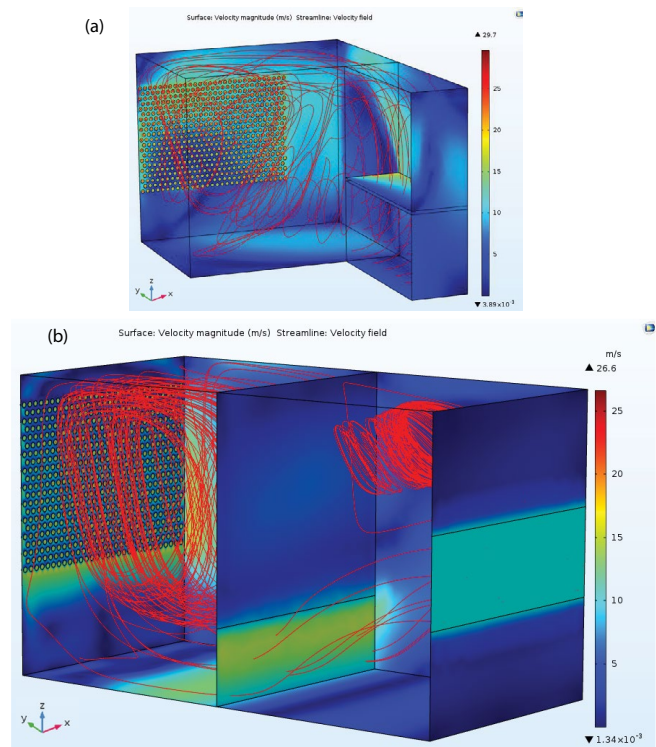 (a)
Surface: Velocity magnitude (m/s) Streamline: Velocity field
▲ 29.7
25
20
15
10
5
▼ 3.89×10⁻³
z
y
x
(b)
Surface: Velocity magnitude (m/s) Streamline: Velocity field
m/s
▲ 26.6
25
20
15
10
5
▼ 1.34×10⁻³
z
y
x